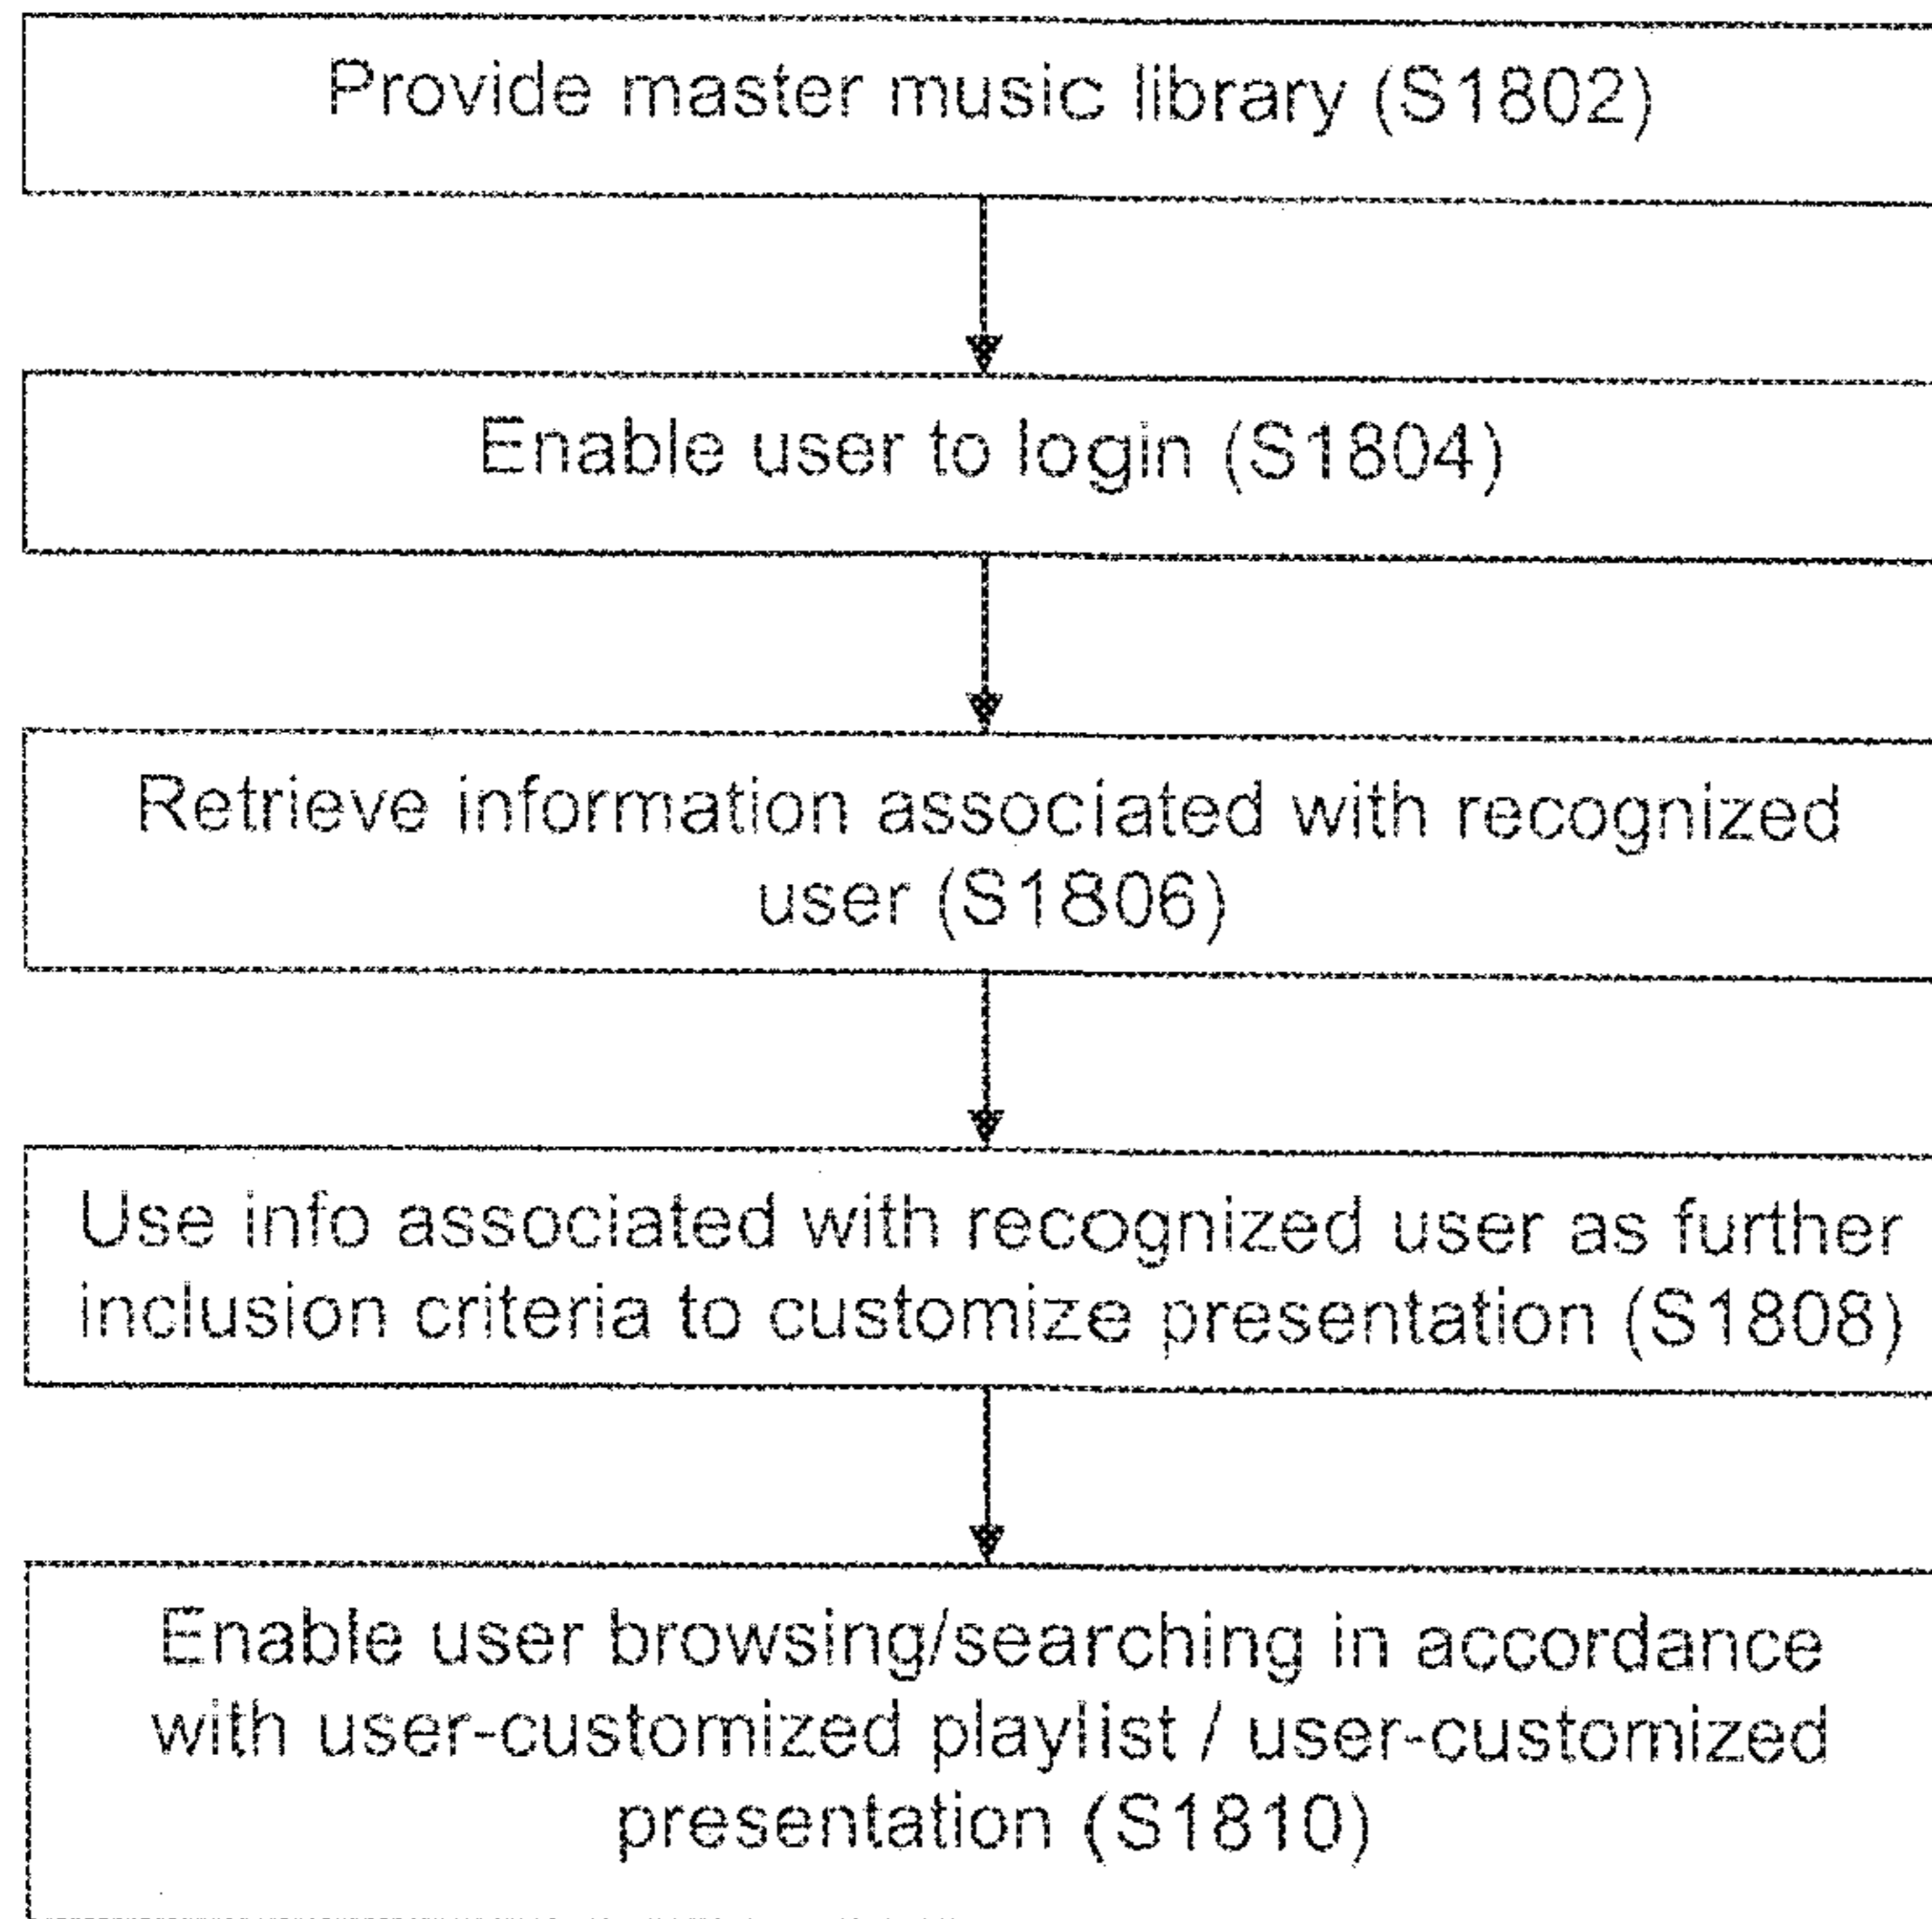 Provide master music library (S1802)
Enable user to login (S1804)
Retrieve information associated with recognized
user (S1806)
Use info associated with recognized user as further
inclusion criteria to customize presentation (S1808)
Enable user browsing/searching in accordance
with user-customized playlist / user-customized
presentation (S1810)